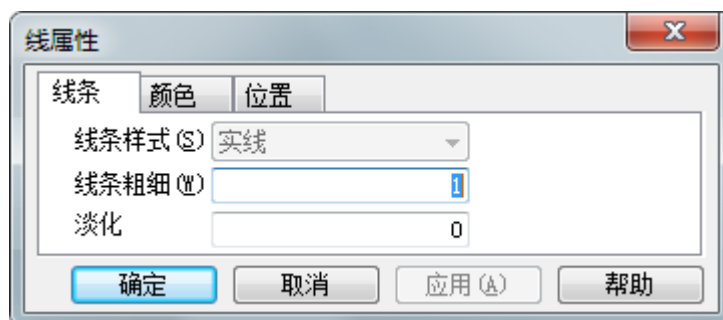 线属性
线条 颜色 位置
线条样式(S) 实线
线条粗细(W) 1
淡化 0
确定 取消 应用(A) 帮助